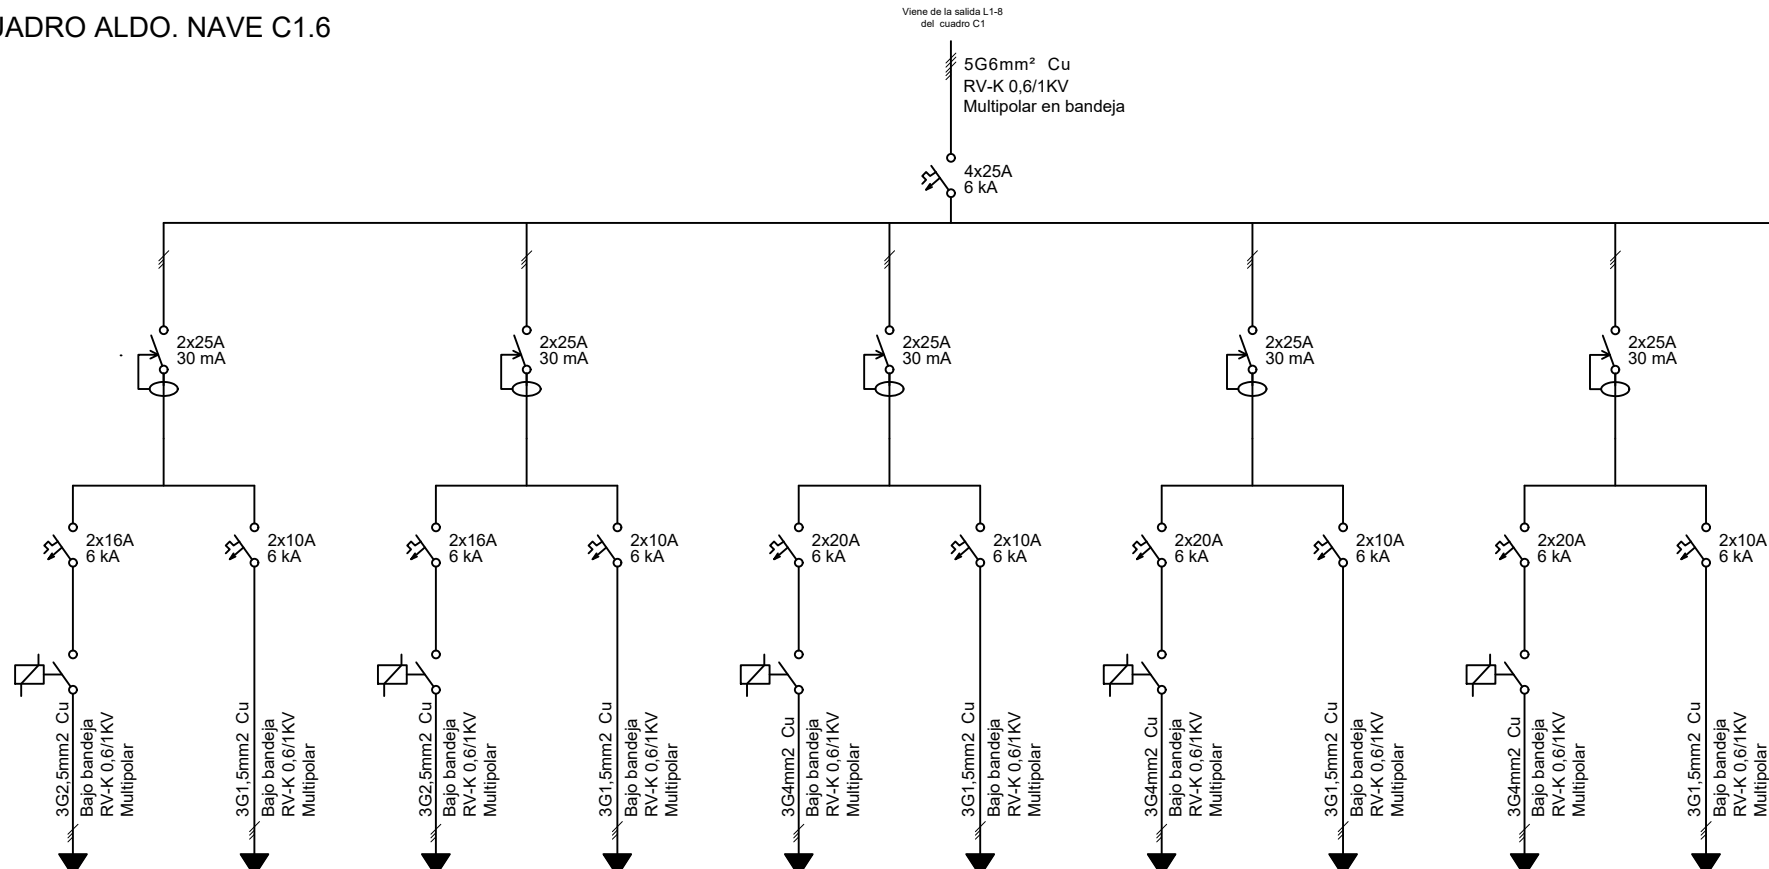 UADRO ALDO. NAVE C1.6
Viene de la salida L1-8
del cuadro C1
5G6mm² Cu
RV-K 0,6/1KV
Multipolar en bandeja
4x25A
6 kA
2x25A
30 mA
2x25A
30 mA
2x25A
30 mA
2x25A
30 mA
2x25A
30 mA
2x16A
6 kA
2x10A
6 kA
2x16A
6 kA
2x10A
6 kA
2x20A
6 kA
2x10A
6 kA
2x20A
6 kA
2x10A
6 kA
2x20A
6 kA
2x10A
6 kA
3G2,5mm2 Cu
Bajo bandeja
RV-K 0,6/1KV
Multipolar
3G1,5mm2 Cu
Bajo bandeja
RV-K 0,6/1KV
Multipolar
3G2,5mm2 Cu
Bajo bandeja
RV-K 0,6/1KV
Multipolar
3G1,5mm2 Cu
Bajo bandeja
RV-K 0,6/1KV
Multipolar
3G4mm2 Cu
Bajo bandeja
RV-K 0,6/1KV
Multipolar
3G1,5mm2 Cu
Bajo bandeja
RV-K 0,6/1KV
Multipolar
3G4mm2 Cu
Bajo bandeja
RV-K 0,6/1KV
Multipolar
3G1,5mm2 Cu
Bajo bandeja
RV-K 0,6/1KV
Multipolar
3G4mm2 Cu
Bajo bandeja
RV-K 0,6/1KV
Multipolar
3G1,5mm2 Cu
Bajo bandeja
RV-K 0,6/1KV
Multipolar